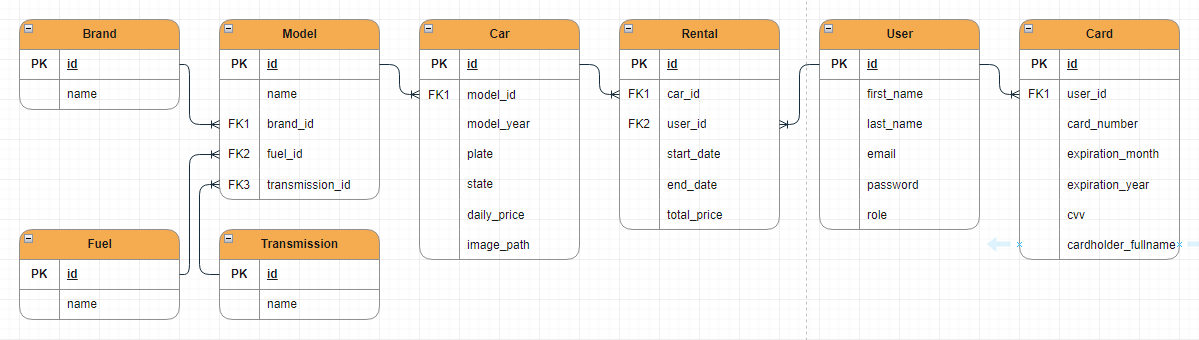 Brand
PK id
name
Model
PK id
name
FK1 brand_id
FK2 fuel_id
FK3 transmission_id
Car
PK id
FK1 model_id
model_year
plate
state
daily_price
image_path
Rental
PK id
FK1 car_id
FK2 user_id
start_date
end_date
total_price
User
PK id
first_name
last_name
email
password
role
Card
PK id
FK1 user_id
card_number
expiration_month
expiration_year
cvv
cardholder_fullname
Fuel
PK id
name
Transmission
PK id
name